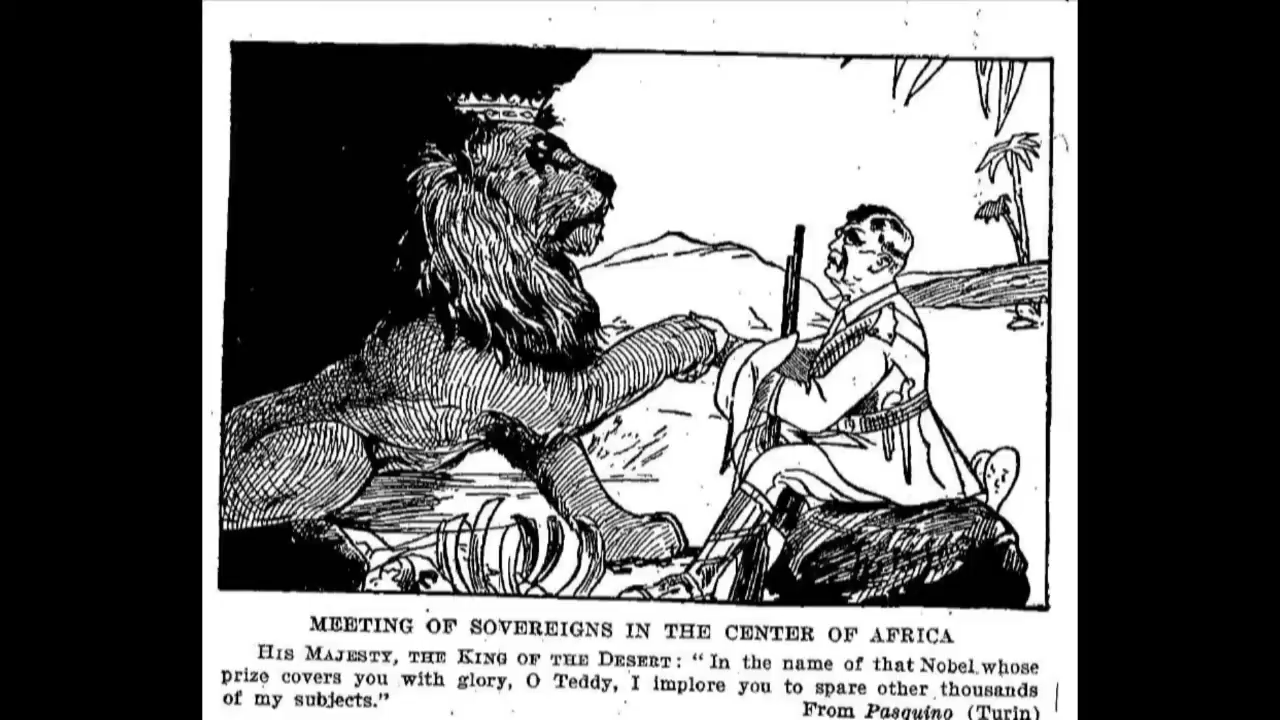 MEETING OF SOVEREIGNS IN THE CENTER OF AFRICA
HIS MAJESTY, THE KING OF THE DESERT: "In the name of that Nobel whose
prize covers you with glory, O Teddy, I implore you to spare other thousands
of my subjects."
From Pasquino (Turin)